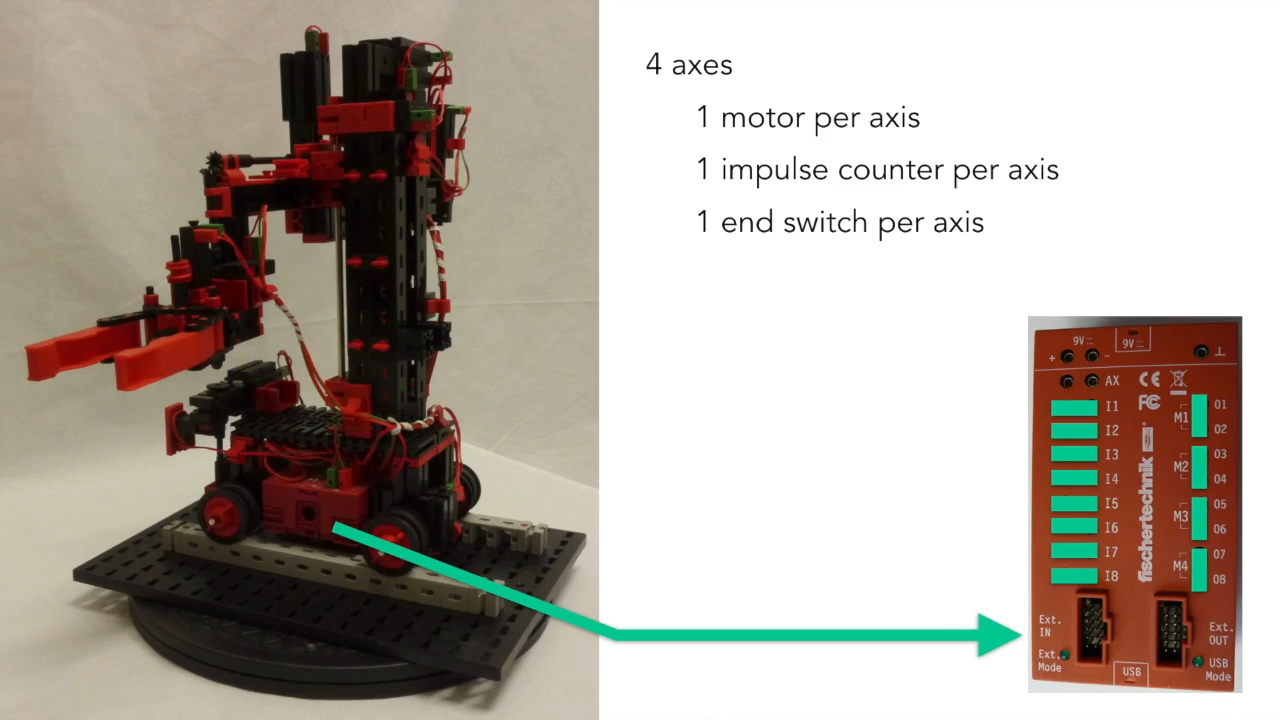 4 axes
1 motor per axis
1 impulse counter per axis
1 end switch per axis
9V
+ - 9V
AX CE
FC
I1 M1 O1
I2 O2
I3 O3
I4 M2 O4
I5 O5
I6 M3 O6
I7 O7
I8 M4 O8
fischertechnik
Ext. IN
Ext. OUT
Ext. Mode
USB
USB Mode